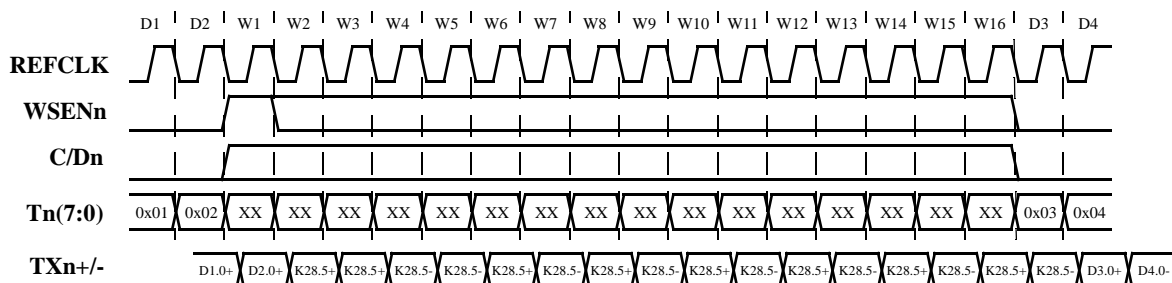 D1 D2 W1 W2 W3 W4 W5 W6 W7 W8 W9 W10 W11 W12 W13 W14 W15 W16 D3 D4
REFCLK
WSENn
C/Dn
Tn(7:0) 0x01 0x02 XX XX XX XX XX XX XX XX XX XX XX XX XX XX XX XX 0x03 0x04
TXn+/- D1.0+ D2.0+ K28.5+ K28.5+ K28.5- K28.5- K28.5+ K28.5- K28.5+ K28.5- K28.5+ K28.5- K28.5+ K28.5- K28.5+ K28.5- K28.5+ K28.5- D3.0+ D4.0-